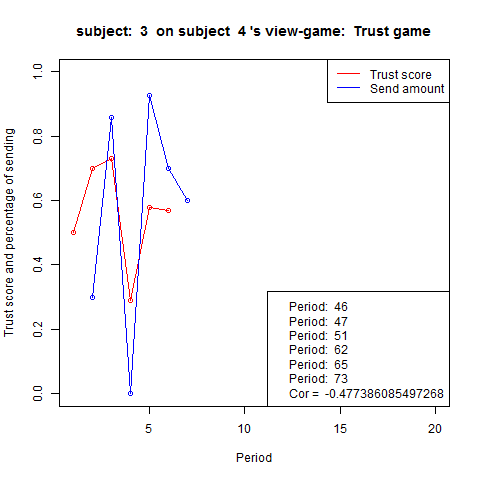 subject:  3  on subject  4 's view-game:  Trust game
Trust score
Send amount
Trust score and percentage of sending
1.0
0.8
0.6
0.4
0.2
0.0
Period:  46
Period:  47
Period:  51
Period:  62
Period:  65
Period:  73
Cor =  -0.477386085497268
5 10 15 20
Period